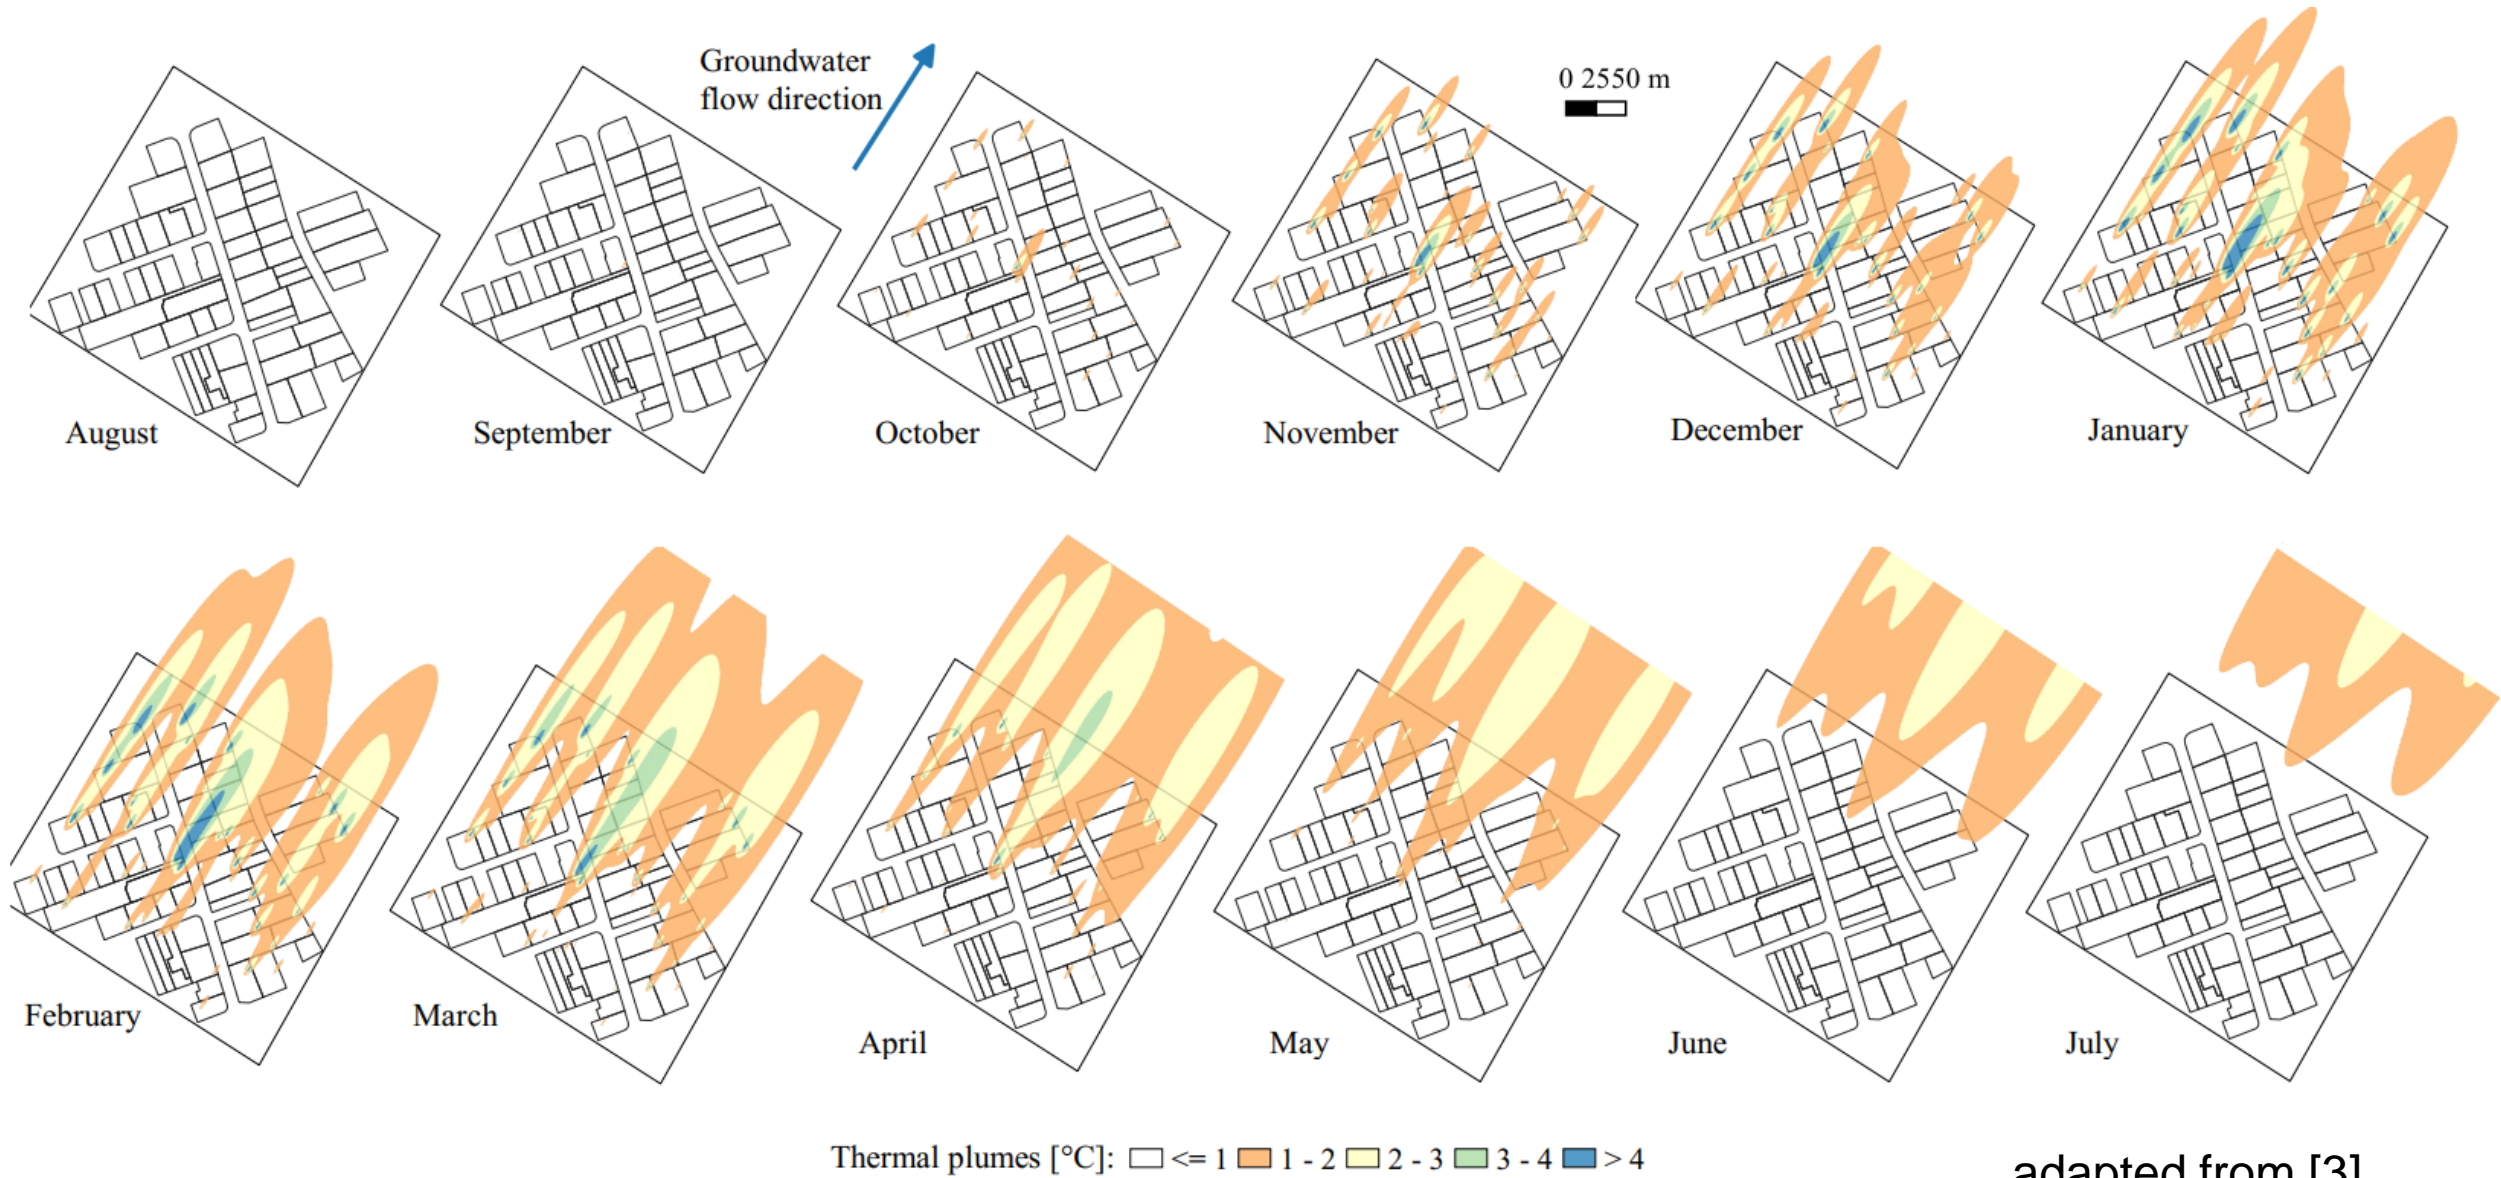 Groundwater
flow direction
0 2550 m
August
September
October
November
December
January
February
March
April
May
June
July
Thermal plumes [°C]: <= 1 1 - 2 2 - 3 3 - 4 > 4
adapted from [3]